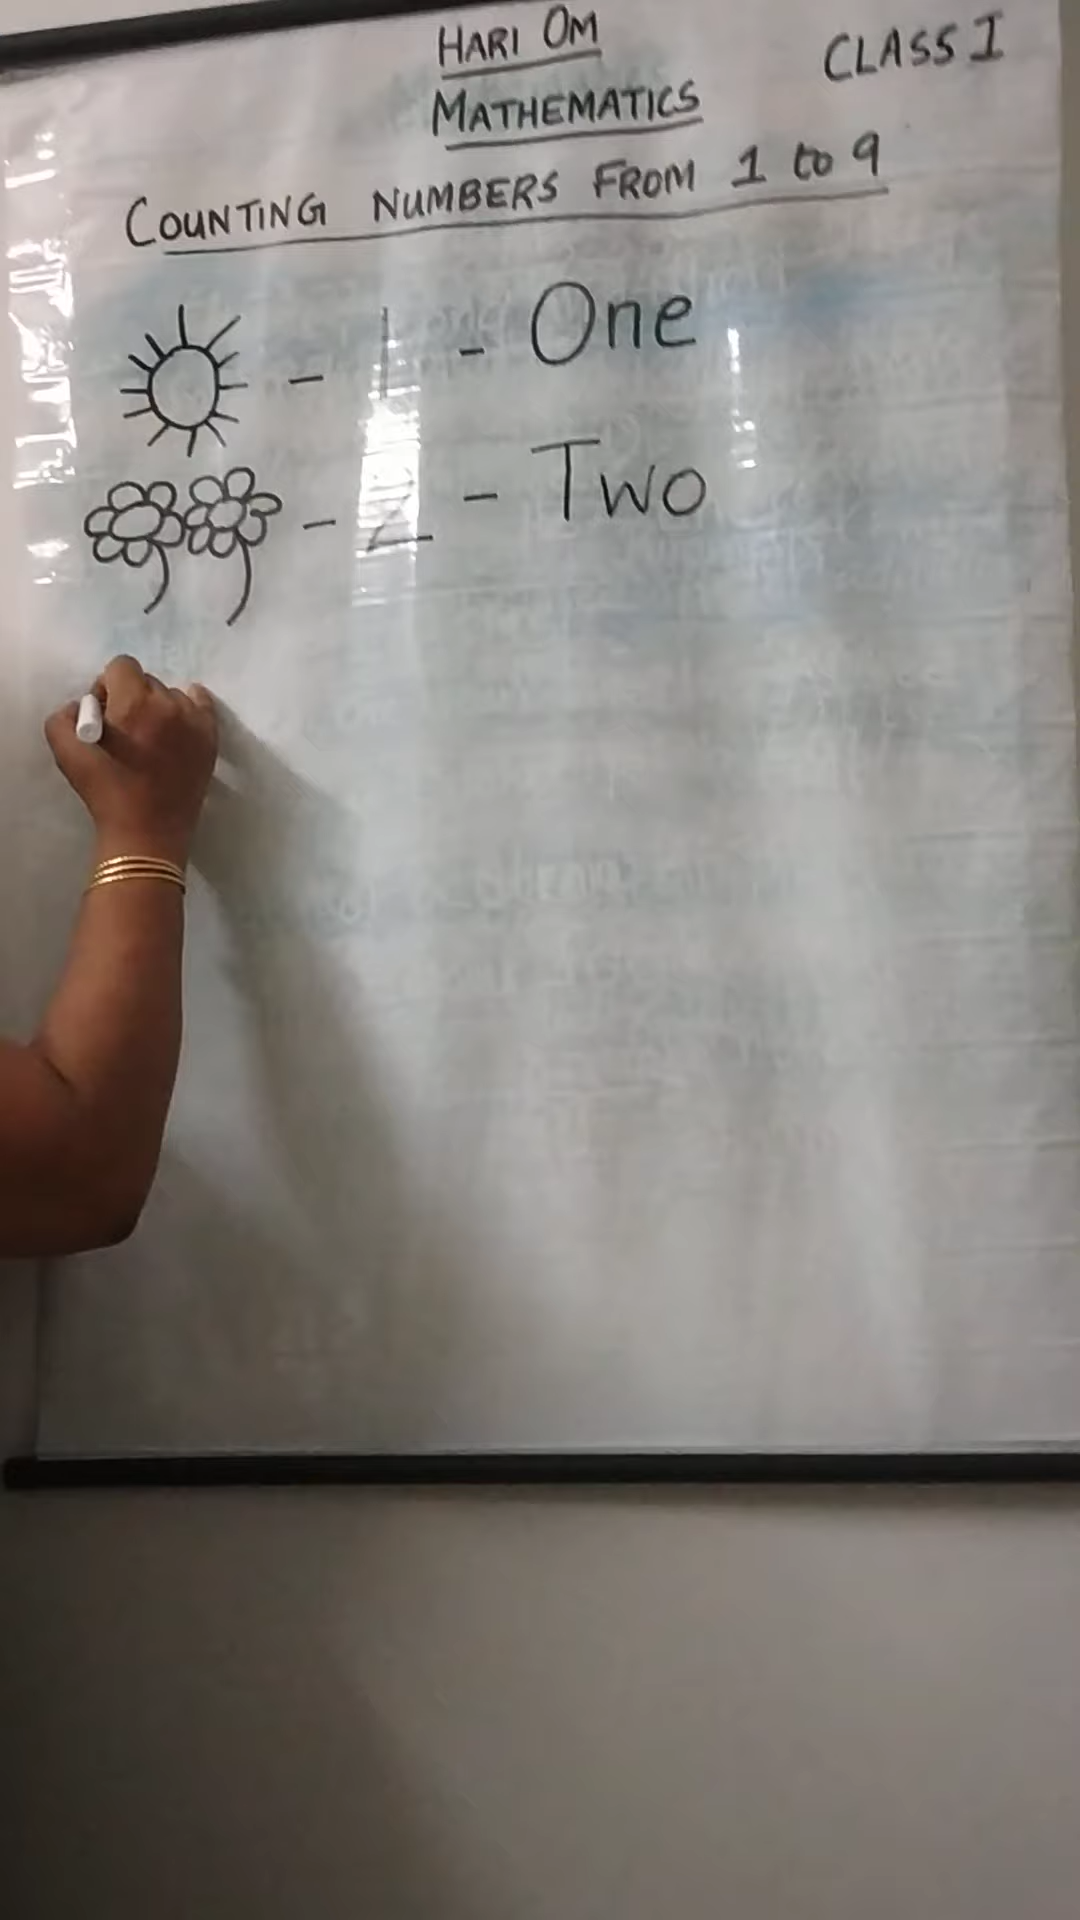 HARI OM
CLASS I
MATHEMATICS
COUNTING NUMBERS FROM 1 to 9
- 1 - One
- 2 - Two